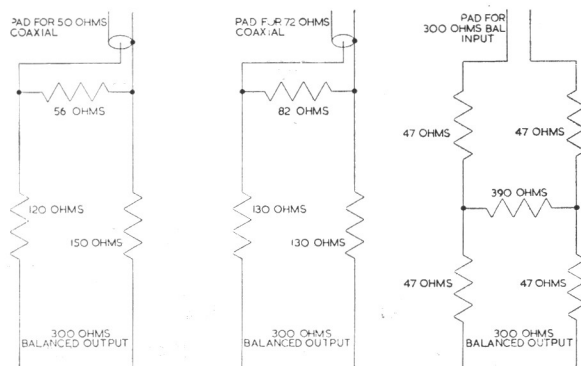 PAD FOR 50 OHMS
COAXIAL
56 OHMS
120 OHMS
150 OHMS
300 OHMS
BALANCED OUTPUT
PAD FOR 72 OHMS
COAXIAL
82 OHMS
130 OHMS
130 OHMS
300 OHMS
BALANCED OUTPUT
PAD FOR
300 OHMS BAL
INPUT
47 OHMS
47 OHMS
390 OHMS
47 OHMS
47 OHMS
300 OHMS
BALANCED OUTPUT